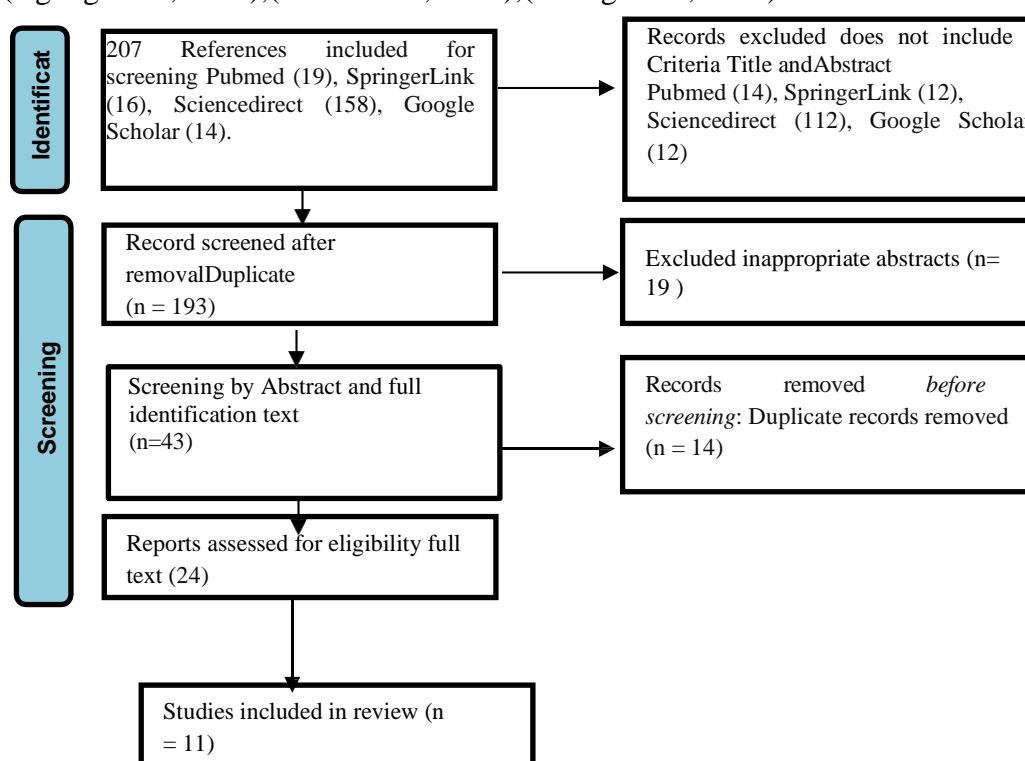 Identificat
207 References included for
screening Pubmed (19), SpringerLink
(16), Sciencedirect (158), Google
Scholar (14).
Records excluded does not include
Criteria Title andAbstract
Pubmed (14), SpringerLink (12),
Sciencedirect (112), Google Scholar
(12)
Screening
Record screened after
removalDuplicate
(n = 193)
Excluded inappropriate abstracts (n=
19 )
Screening by Abstract and full
identification text
(n=43)
Records removed before
screening: Duplicate records removed
(n = 14)
Reports assessed for eligibility full
text (24)
Studies included in review (n
= 11)